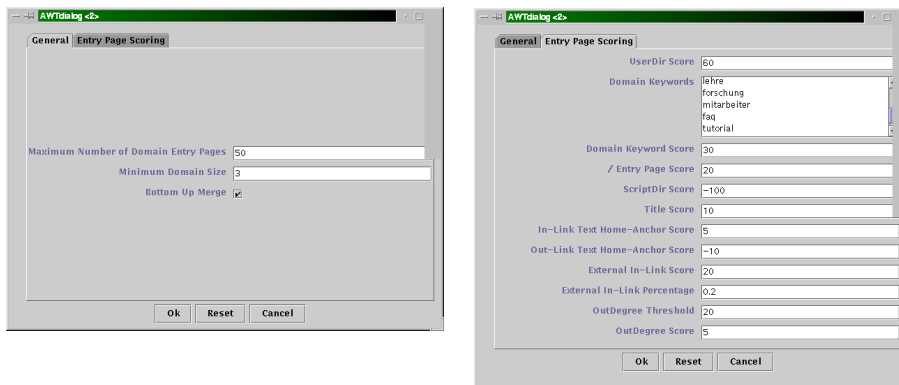 AWTdialog <2>
General Entry Page Scoring
Maximum Number of Domain Entry Pages 50
Minimum Domain Size 3
Bottom Up Merge
Ok Reset Cancel
AWTdialog <2>
General Entry Page Scoring
UserDir Score 60
Domain Keywords lehre
forschung
mitarbeiter
faq
tutorial
Domain Keyword Score 30
/ Entry Page Score 20
ScriptDir Score -100
Title Score 10
In-Link Text Home-Anchor Score 5
Out-Link Text Home-Anchor Score -10
External In-Link Score 20
External In-Link Percentage 0.2
OutDegree Threshold 20
OutDegree Score 5
Ok Reset Cancel